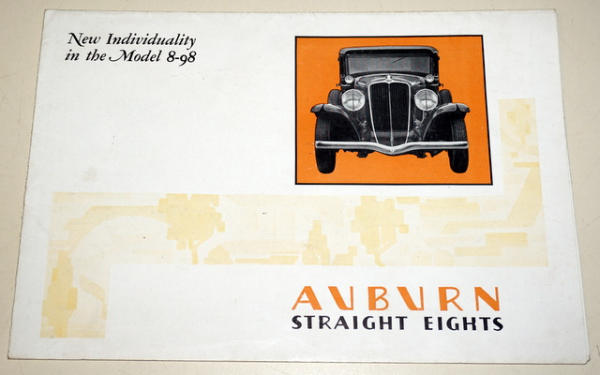 New Individuality
in the Model 8-98
AUBURN
STRAIGHT EIGHTS